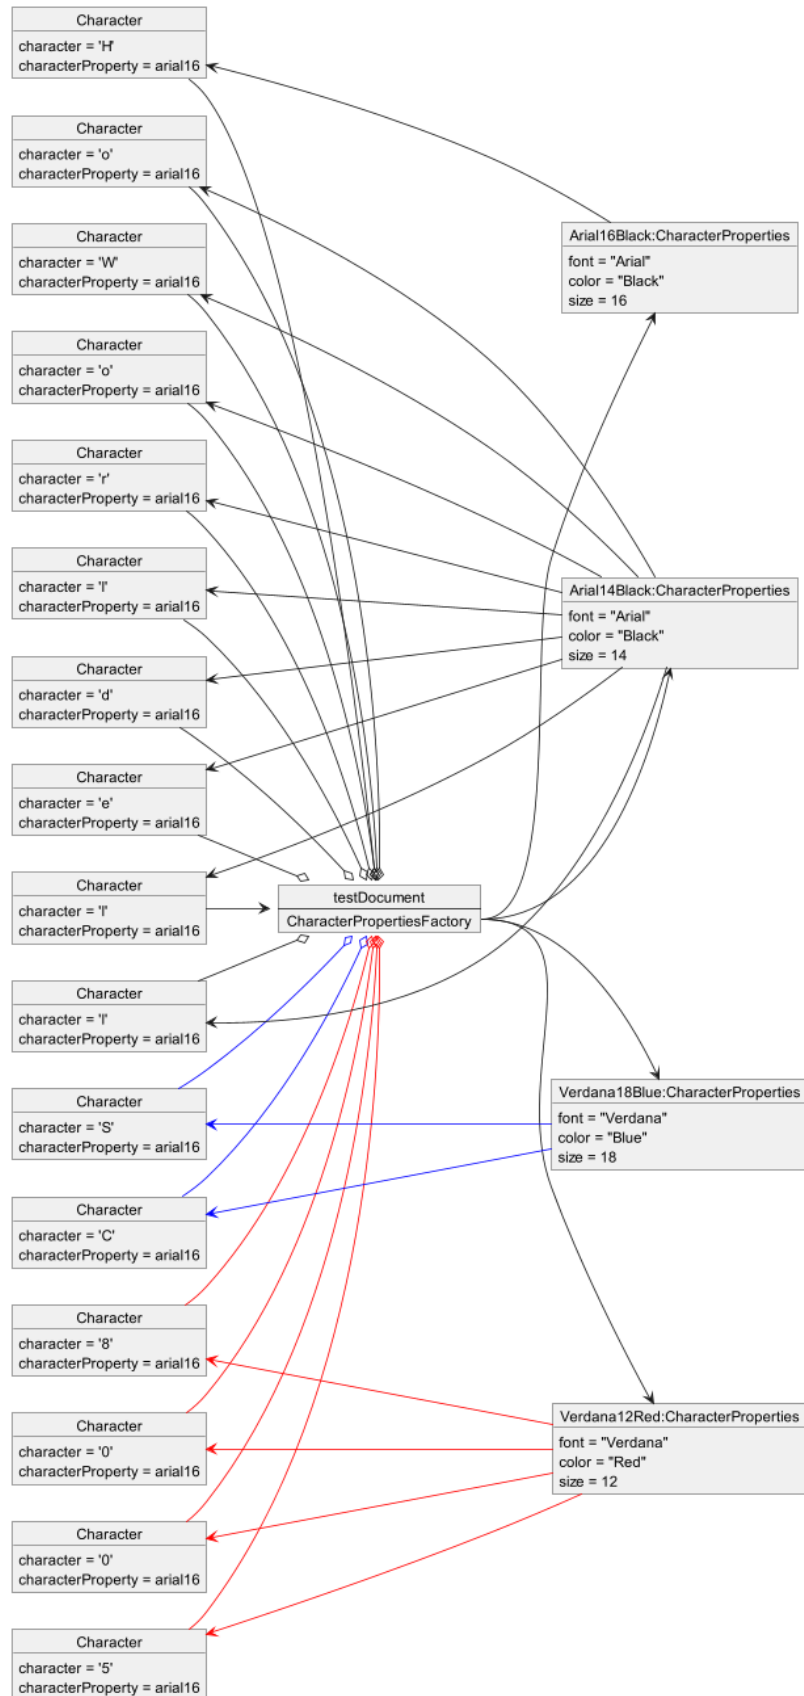 Character
character = 'H'
characterProperty = arial16
Character
character = 'o'
characterProperty = arial16
Character
character = 'W'
characterProperty = arial16
Character
character = 'o'
characterProperty = arial16
Character
character = 'r'
characterProperty = arial16
Character
character = 'l'
characterProperty = arial16
Character
character = 'd'
characterProperty = arial16
Character
character = 'e'
characterProperty = arial16
Character
character = 'l'
characterProperty = arial16
Character
character = 'l'
characterProperty = arial16
Character
character = 'S'
characterProperty = arial16
Character
character = 'C'
characterProperty = arial16
Character
character = '8'
characterProperty = arial16
Character
character = '0'
characterProperty = arial16
Character
character = '0'
characterProperty = arial16
Character
character = '5'
characterProperty = arial16
testDocument
CharacterPropertiesFactory
Arial16Black:CharacterProperties
font = "Arial"
color = "Black"
size = 16
Arial14Black:CharacterProperties
font = "Arial"
color = "Black"
size = 14
Verdana18Blue:CharacterProperties
font = "Verdana"
color = "Blue"
size = 18
Verdana12Red:CharacterProperties
font = "Verdana"
color = "Red"
size = 12